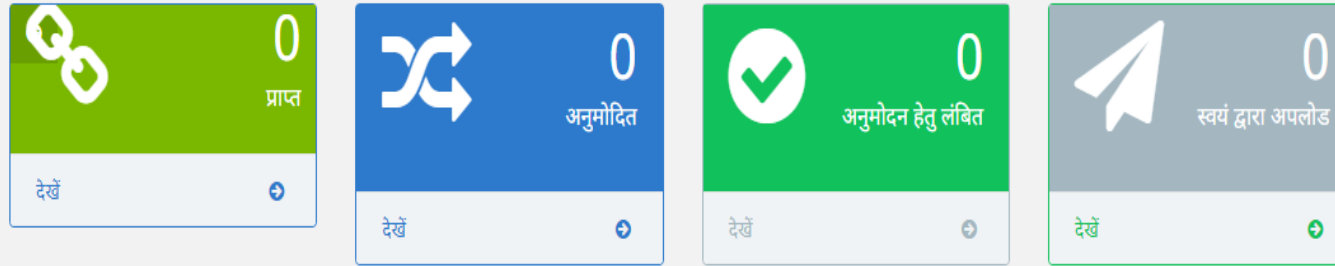 0
प्राप्त
देखें
0
अनुमोदित
देखें
0
अनुमोदन हेतु लंबित
देखें
0
स्वयं द्वारा अपलोड
देखें